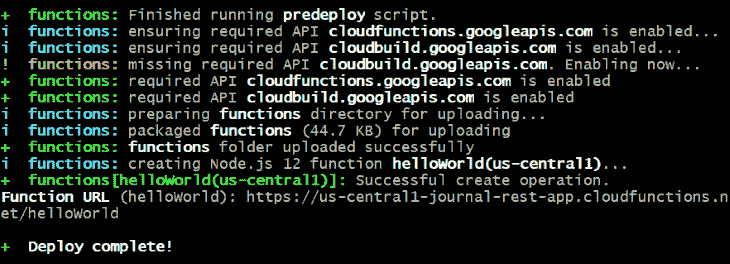 +  functions: Finished running predeploy script.
i  functions: ensuring required API cloudfunctions.googleapis.com is enabled...
i  functions: ensuring required API cloudbuild.googleapis.com is enabled...
!  functions: missing required API cloudbuild.googleapis.com. Enabling now...
+  functions: required API cloudfunctions.googleapis.com is enabled
+  functions: required API cloudbuild.googleapis.com is enabled
i  functions: preparing functions directory for uploading...
i  functions: packaged functions (44.7 KB) for uploading
+  functions: functions folder uploaded successfully
i  functions: creating Node.js 12 function helloWorld(us-central1)...
+  functions[helloWorld(us-central1)]: Successful create operation.
Function URL (helloWorld): https://us-central1-journal-rest-app.cloudfunctions.n
et/helloWorld
+  Deploy complete!